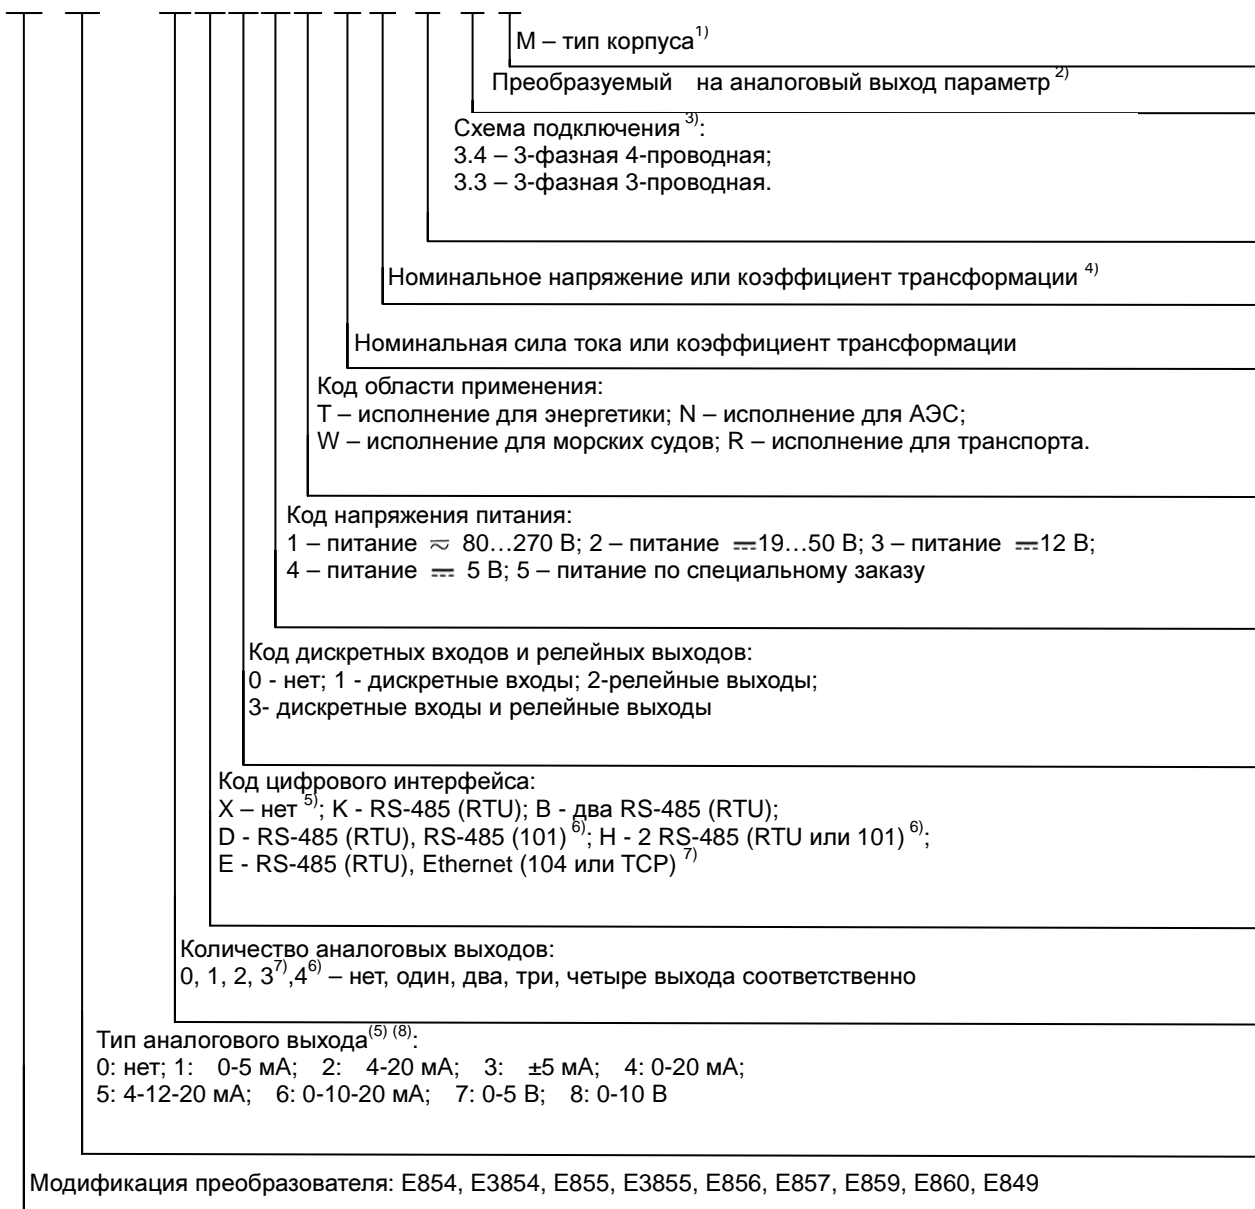 М – тип корпуса1)
Преобразуемый на аналоговый выход параметр 2)
Схема подключения 3):
3.4 – 3-фазная 4-проводная;
3.3 – 3-фазная 3-проводная.
Номинальное напряжение или коэффициент трансформации 4)
Номинальная сила тока или коэффициент трансформации
Код области применения:
T – исполнение для энергетики; N – исполнение для АЭС;
W – исполнение для морских судов; R – исполнение для транспорта.
Код напряжения питания:
1 – питание ≂ 80…270 В; 2 – питание ⎓19…50 В; 3 – питание ⎓12 В;
4 – питание ⎓ 5 В; 5 – питание по специальному заказу
Код дискретных входов и релейных выходов:
0 - нет; 1 - дискретные входы; 2-релейные выходы;
3- дискретные входы и релейные выходы
Код цифрового интерфейса:
X – нет 5); K - RS-485 (RTU); B - два RS-485 (RTU);
D - RS-485 (RTU), RS-485 (101) 6); H - 2 RS-485 (RTU или 101) 6);
E - RS-485 (RTU), Ethernet (104 или TCP) 7)
Количество аналоговых выходов:
0, 1, 2, 37),46) – нет, один, два, три, четыре выхода соответственно
Тип аналогового выхода(5) (8):
0: нет; 1: 0-5 мА; 2: 4-20 мА; 3: ±5 мА; 4: 0-20 мА;
5: 4-12-20 мА; 6: 0-10-20 мА; 7: 0-5 В; 8: 0-10 В
Модификация преобразователя: Е854, Е3854, Е855, Е3855, Е856, Е857, Е859, Е860, Е849